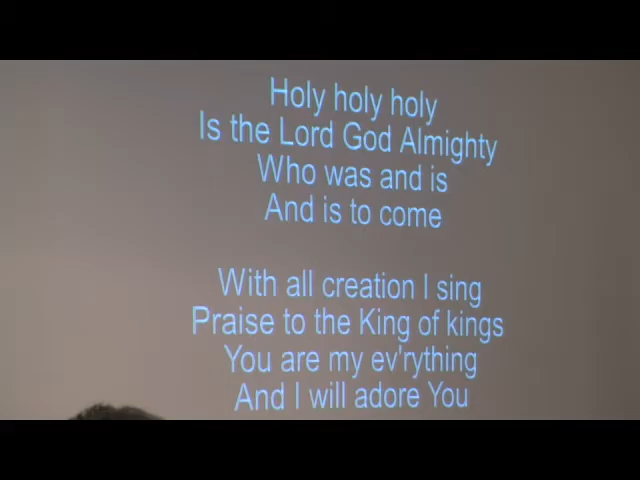 Holy holy holy
Is the Lord God Almighty
Who was and is
And is to come
With all creation I sing
Praise to the King of kings
You are my ev'rything
And I will adore You